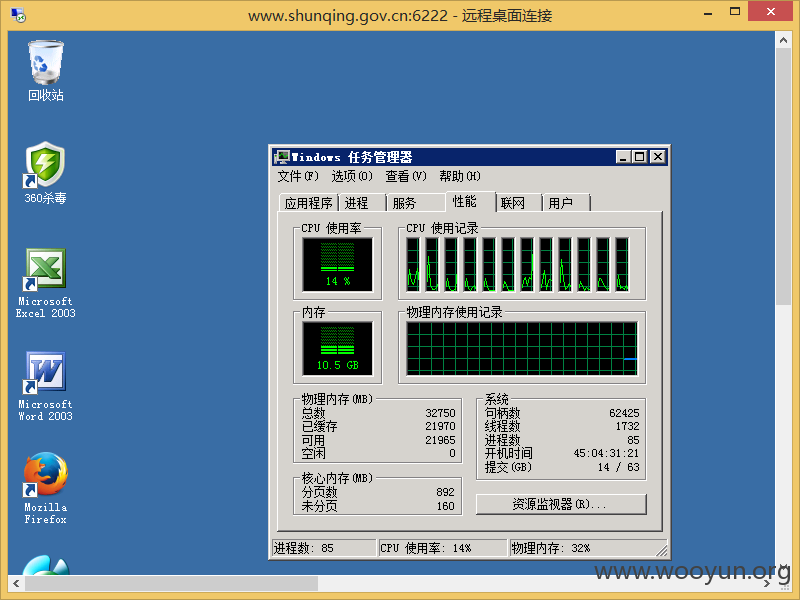 www.shunqing.gov.cn:6222 - 远程桌面连接
回收站
360杀毒
Microsoft
Excel 2003
Microsoft
Word 2003
Mozilla
Firefox
Windows 任务管理器
文件(F) 选项(O) 查看(V) 帮助(H)
应用程序 进程 服务 性能 联网 用户
CPU 使用率 CPU 使用记录
14 %
内存 物理内存使用记录
10.5 GB
物理内存(MB)
总数 32750
已缓存 21970
可用 21965
空闲 0
系统
句柄数 62425
线程数 1732
进程数 85
开机时间 45:04:31:21
提交(GB) 14 / 63
核心内存(MB)
分页数 892
未分页 160
资源监视器(R)...
进程数: 85 CPU 使用率: 14% 物理内存: 32%
www.wooyun.org